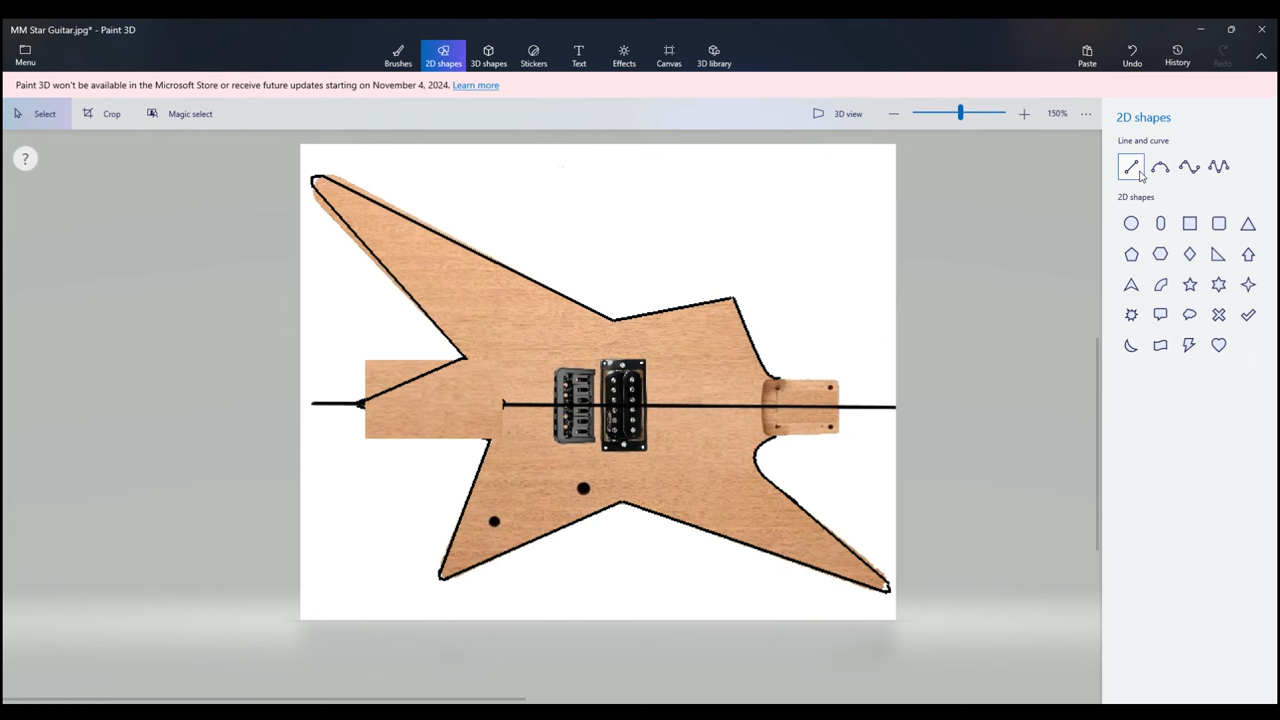 MM Star Guitar.jpg* - Paint 3D
Menu
Brushes
2D shapes
3D shapes
Stickers
Text
Effects
Canvas
3D library
Paste
Undo
History
Redo
Paint 3D won't be available in the Microsoft Store or receive future updates starting on November 4, 2024. Learn more
Select
Crop
Magic select
3D view
150%
?
2D shapes
Line and curve
2D shapes